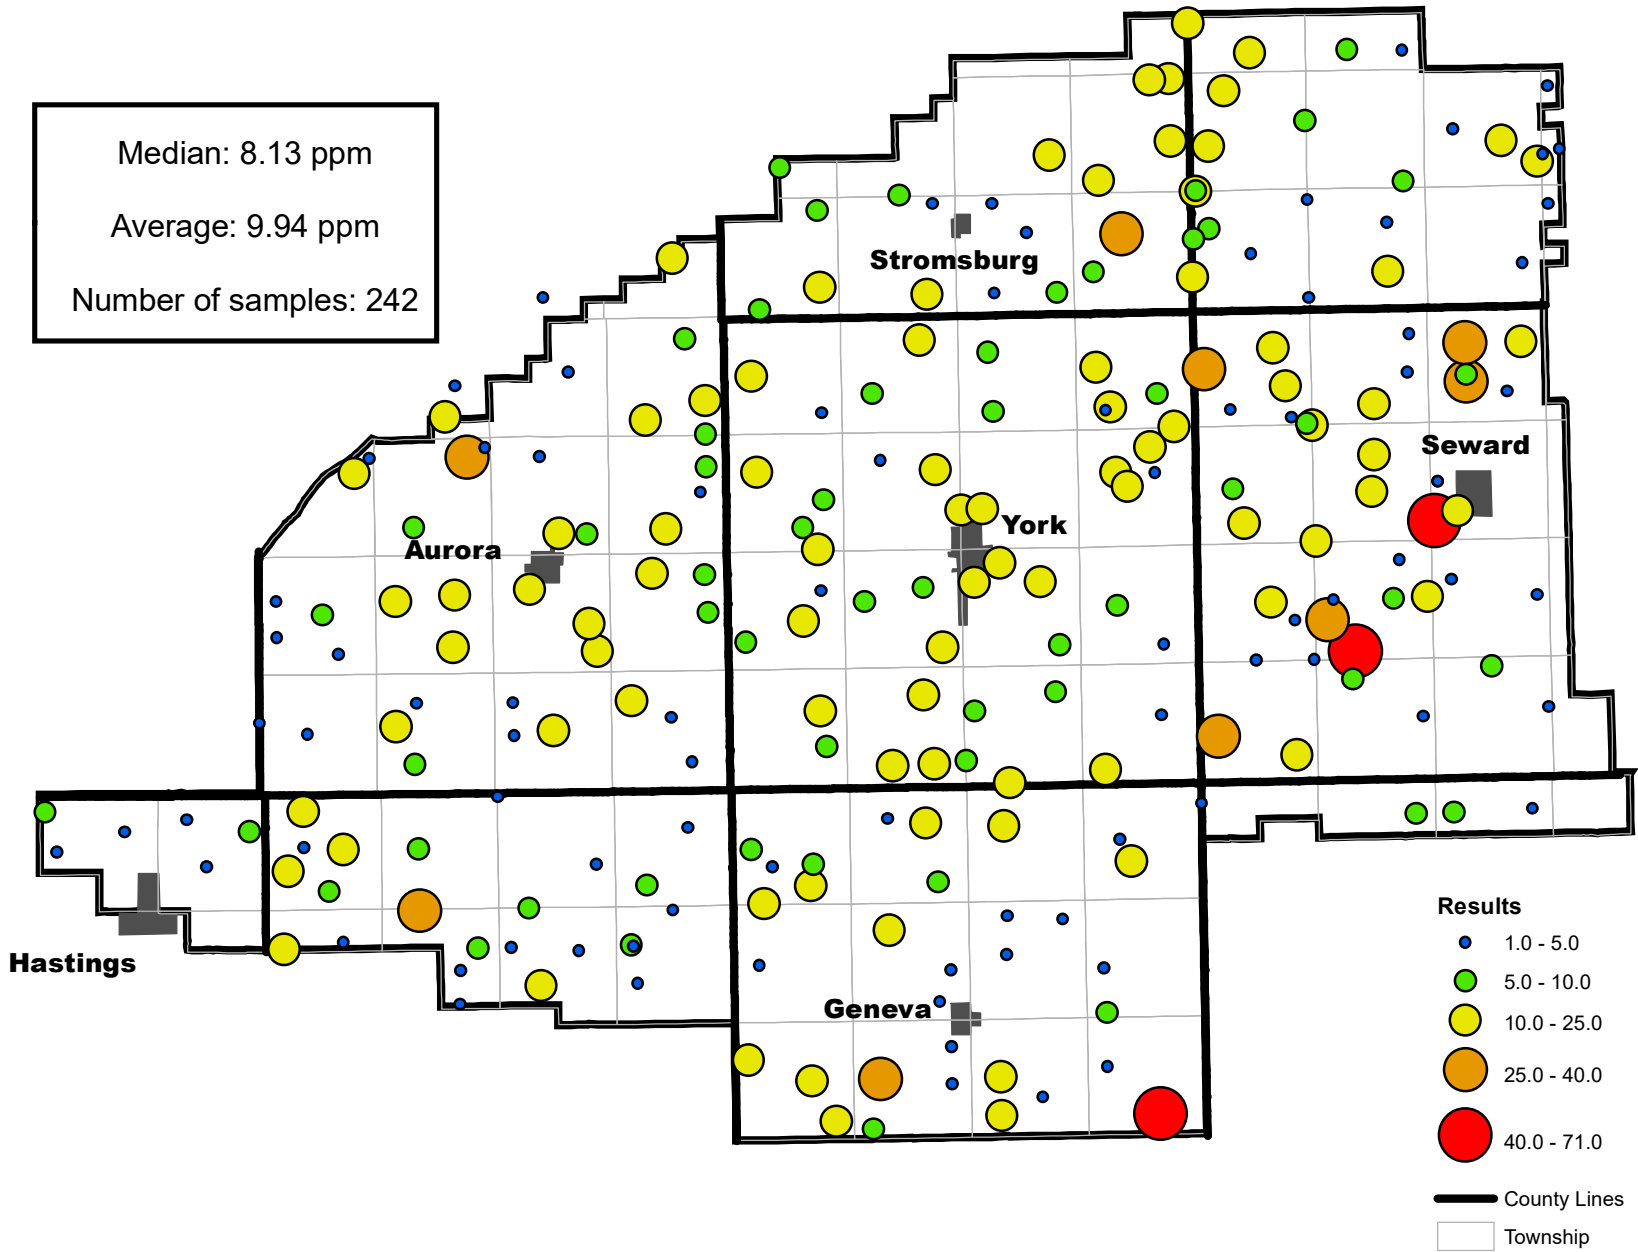 Median: 8.13 ppm
Average: 9.94 ppm
Number of samples: 242
Stromsburg
Seward
York
Aurora
Hastings
Geneva
Results
1.0 - 5.0
5.0 - 10.0
10.0 - 25.0
25.0 - 40.0
40.0 - 71.0
County Lines
Township